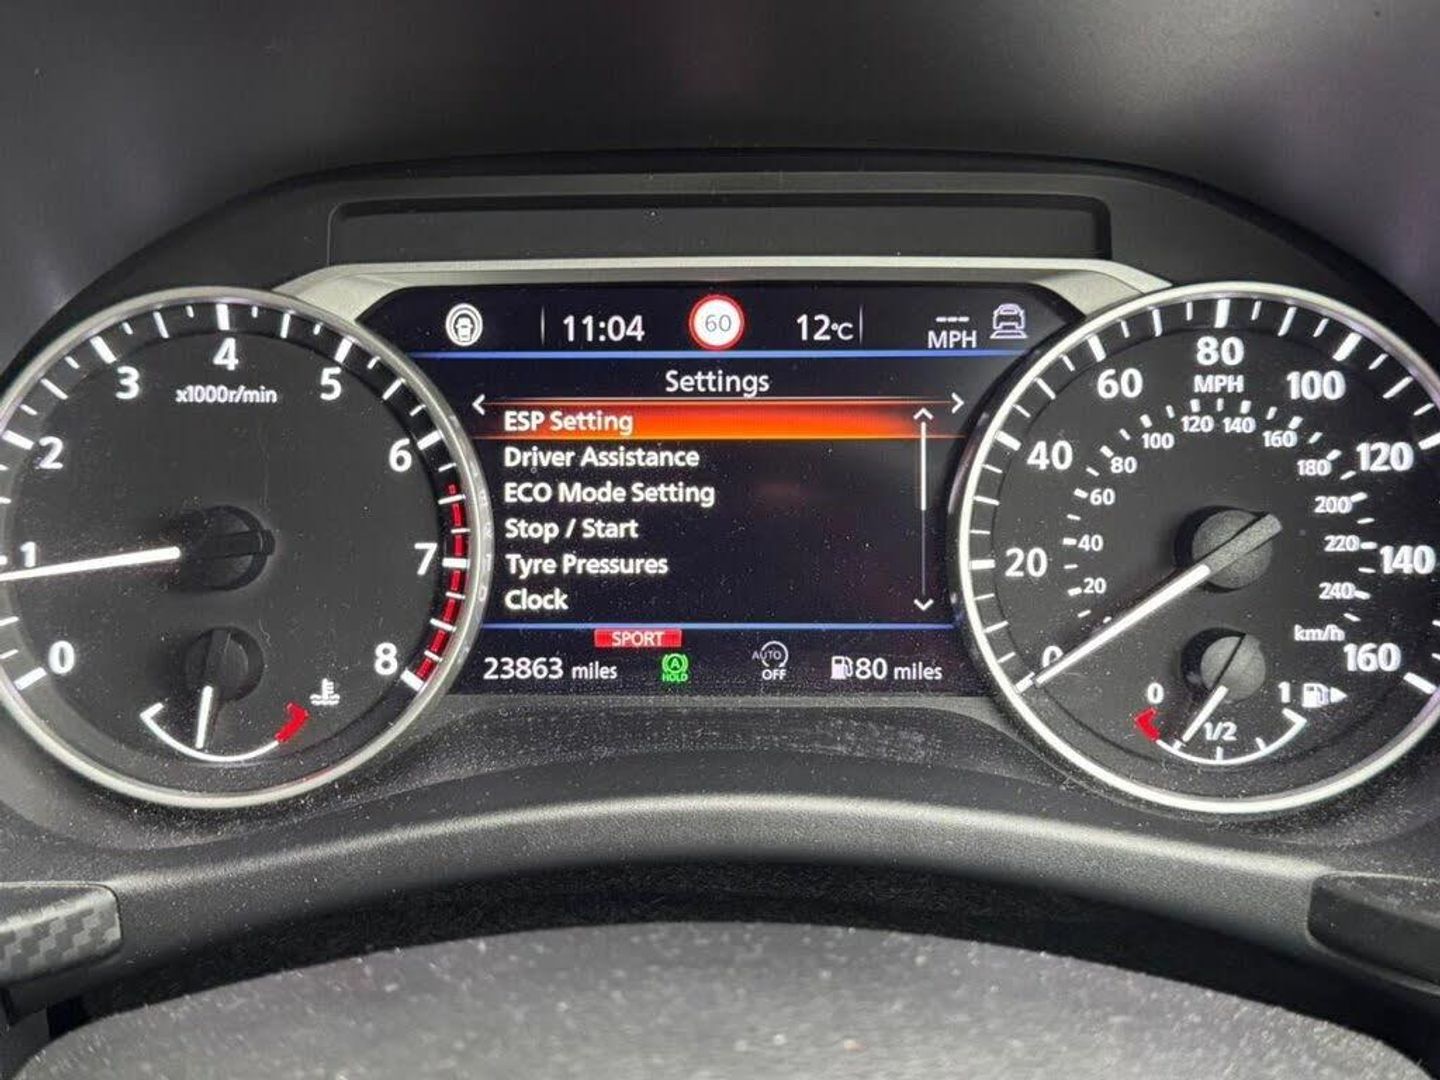 11:04
60
12°C
---
MPH
Settings
ESP Setting
Driver Assistance
ECO Mode Setting
Stop / Start
Tyre Pressures
Clock
SPORT
23863 miles
A
HOLD
AUTO
OFF
80 miles
0
1
2
3
4
5
6
7
8
x1000r/min
0
20
40
60
80
100
120
140
160
MPH
20
40
60
80
100
120
140
160
180
200
220
240
km/h
0
1/2
1